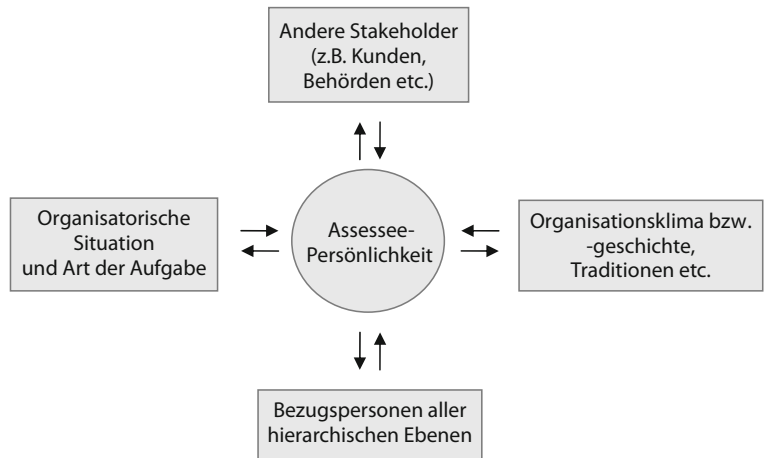 Andere Stakeholder
(z.B. Kunden,
Behörden etc.)
Organisatorische
Situation
und Art der Aufgabe
Assessee-
Persönlichkeit
Organisationsklima bzw.
-geschichte,
Traditionen etc.
Bezugspersonen aller
hierarchischen Ebenen